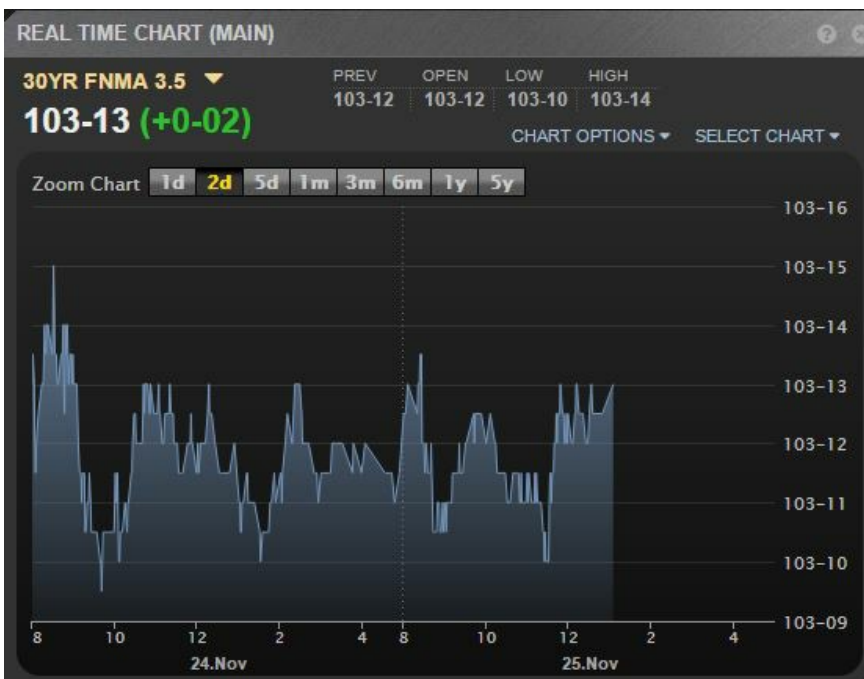 REAL TIME CHART (MAIN) ?
30YR FNMA 3.5 PREV OPEN LOW HIGH
103-12 103-12 103-10 103-14
103-13 (+0-02)
CHART OPTIONS SELECT CHART
Zoom Chart 1d 2d 5d 1m 3m 6m 1y 5y
103-16
103-15
103-14
103-13
103-12
103-11
103-10
103-09
8 10 12 2 4 8 10 12 2 4
24.Nov 25.Nov